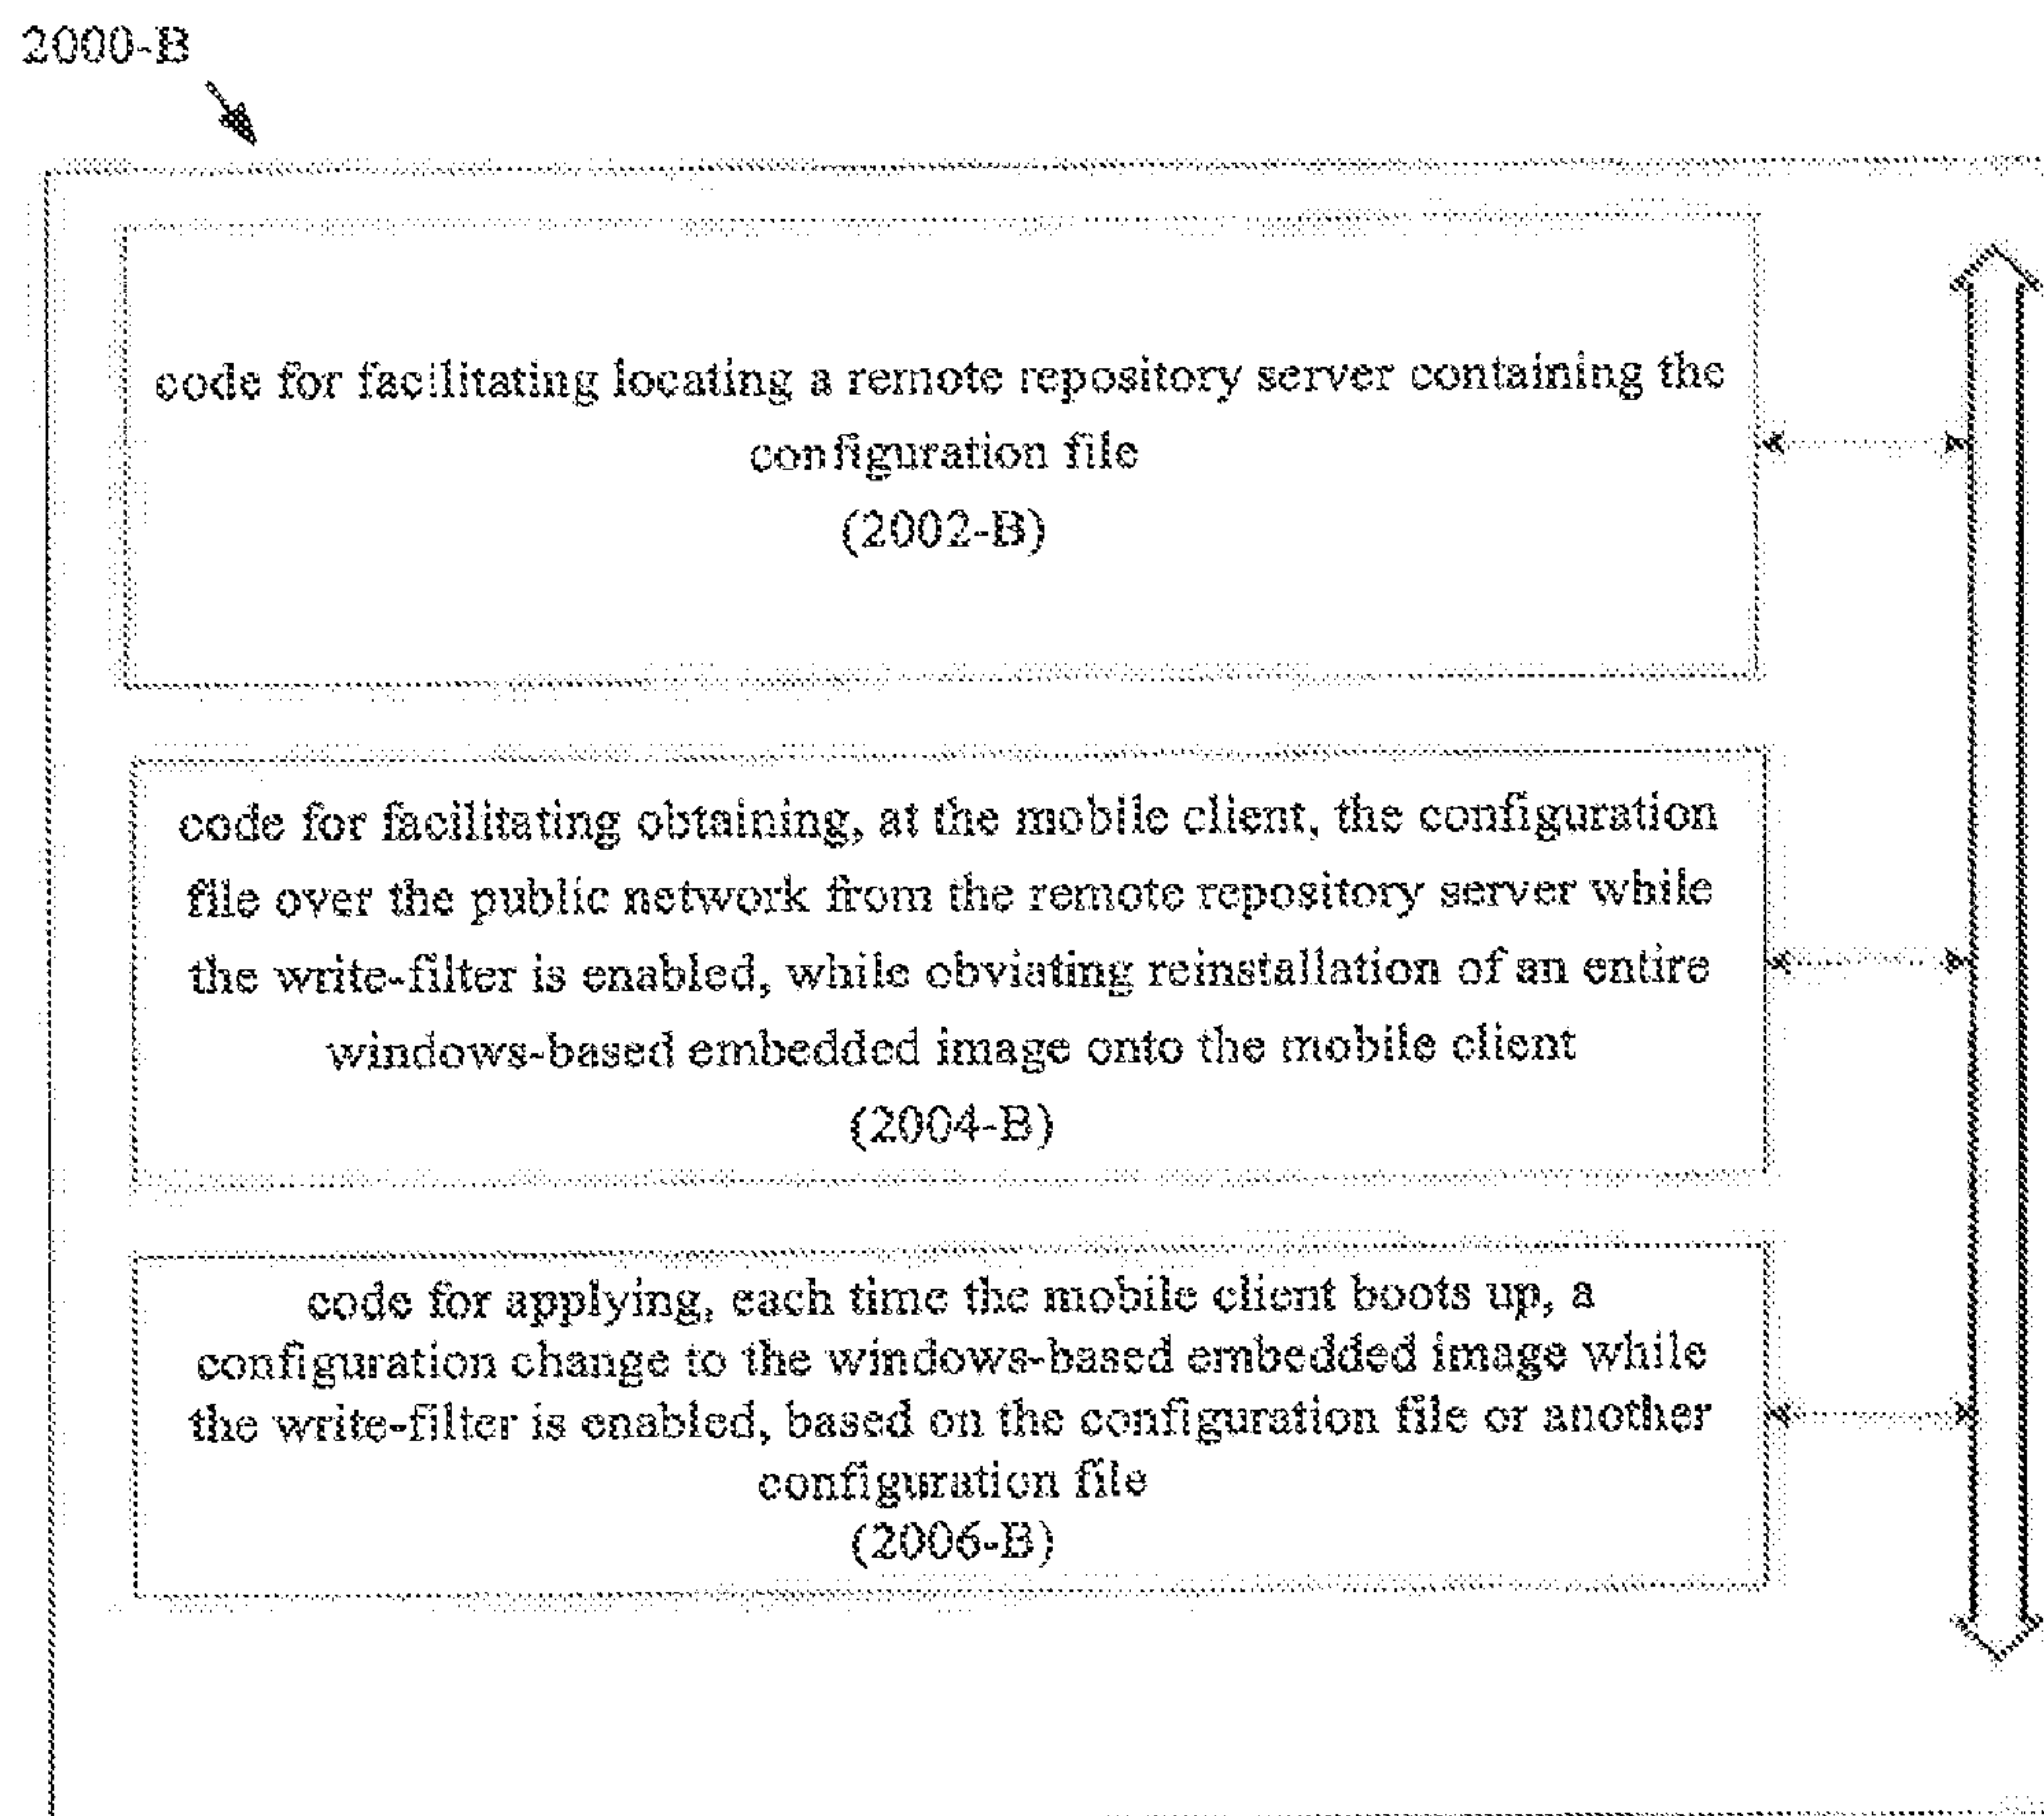 2000-B
code for facilitating locating a remote repository server containing the
configuration file
(2002-B)
code for facilitating obtaining, at the mobile client, the configuration
file over the public network from the remote repository server while
the write-filter is enabled, while obviating reinstallation of an entire
windows-based embedded image onto the mobile client
(2004-B)
code for applying, each time the mobile client boots up, a
configuration change to the windows-based embedded image while
the write-filter is enabled, based on the configuration file or another
configuration file
(2006-B)